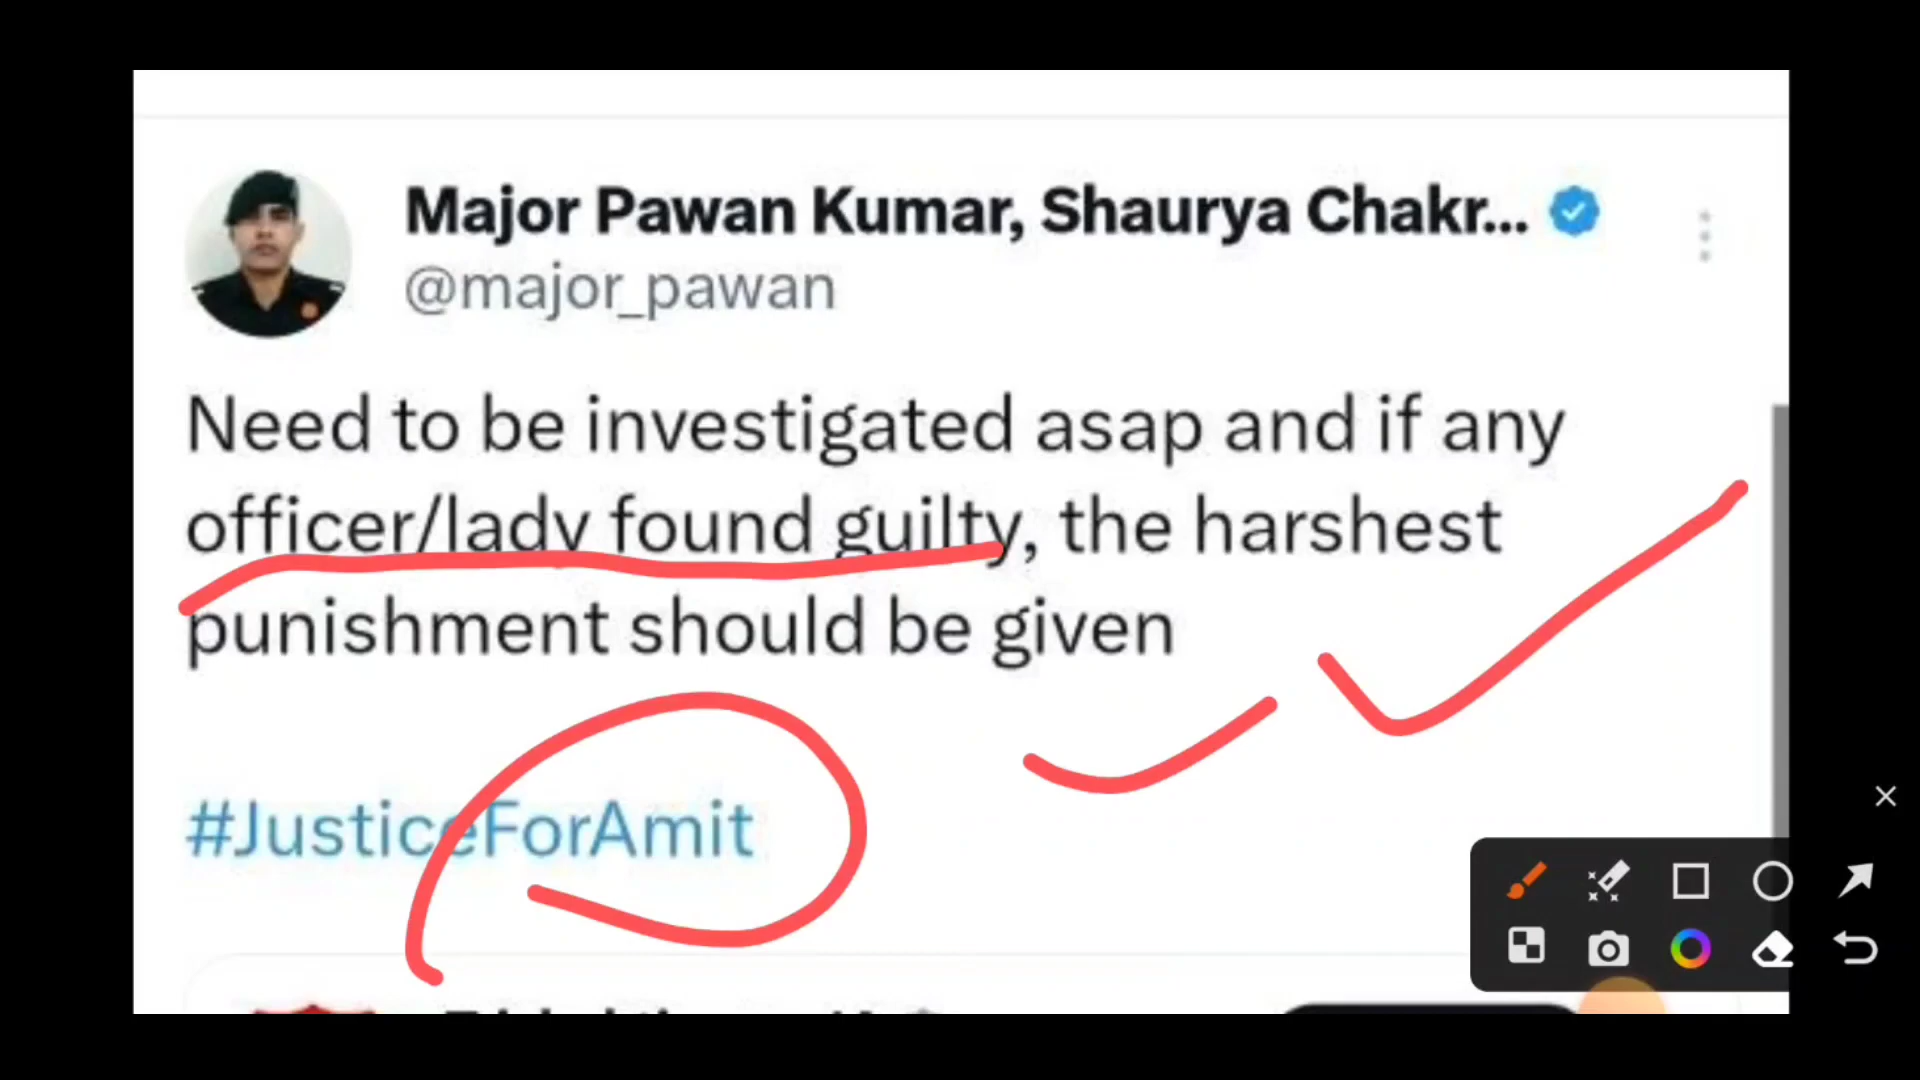 Major Pawan Kumar, Shaurya Chakr...
@major_pawan
Need to be investigated asap and if any
officer/lady found guilty, the harshest
punishment should be given
#JusticeForAmit